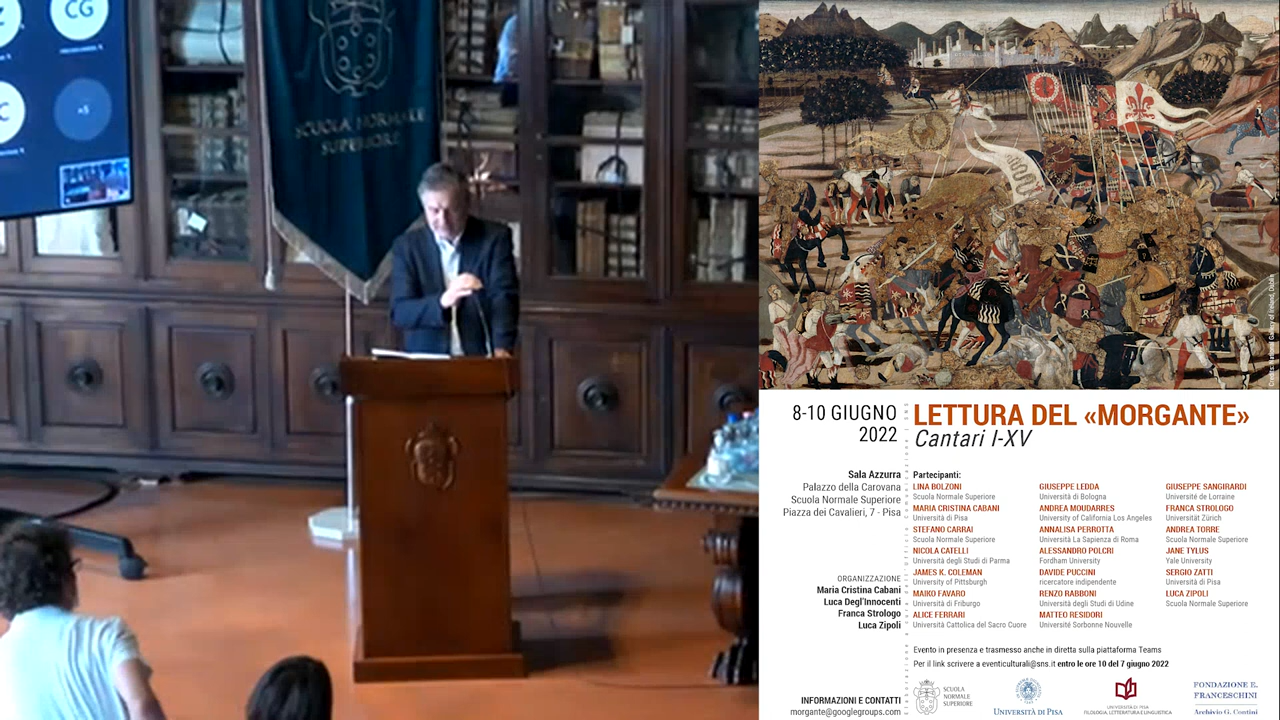 CG
C
+5
SCUOLA NORMALE
SUPERIORE
8-10 GIUGNO
2022
LETTURA DEL «MORGANTE»
Cantari I-XV
Sala Azzurra
Palazzo della Carovana
Scuola Normale Superiore
Piazza dei Cavalieri, 7 - Pisa
ORGANIZZAZIONE
Maria Cristina Cabani
Luca Degl'Innocenti
Franca Strologo
Luca Zipoli
INFORMAZIONI E CONTATTI
morgante@googlegroups.com
Partecipanti:
LINA BOLZONI
Scuola Normale Superiore
MARIA CRISTINA CABANI
Università di Pisa
STEFANO CARRAI
Scuola Normale Superiore
NICOLA CATELLI
Università degli Studi di Parma
JAMES K. COLEMAN
University of Pittsburgh
MAIKO FAVARO
Università di Friburgo
ALICE FERRARI
Università Cattolica del Sacro Cuore
GIUSEPPE LEDDA
Università di Bologna
ANDREA MOUDARRES
University of California Los Angeles
ANNALISA PERROTTA
Università La Sapienza di Roma
ALESSANDRO POLCRI
Fordham University
DAVIDE PUCCINI
ricercatore indipendente
RENZO RABBONI
Università degli Studi di Udine
MATTEO RESIDORI
Université Sorbonne Nouvelle
GIUSEPPE SANGIRARDI
Université de Lorraine
FRANCA STROLOGO
Universität Zürich
ANDREA TORRE
Scuola Normale Superiore
JANE TYLUS
Yale University
SERGIO ZATTI
Università di Pisa
LUCA ZIPOLI
Scuola Normale Superiore
Evento in presenza e trasmesso anche in diretta sulla piattaforma Teams
Per il link scrivere a eventiculturali@sns.it entro le ore 10 del 7 giugno 2022
SCUOLA
NORMALE
SUPERIORE
UNIVERSITÀ DI PISA
UNIVERSITÀ DI PISA
FILOLOGIA, LETTERATURA E LINGUISTICA
FONDAZIONE E.
FRANCESCHINI
Archivio G. Contini